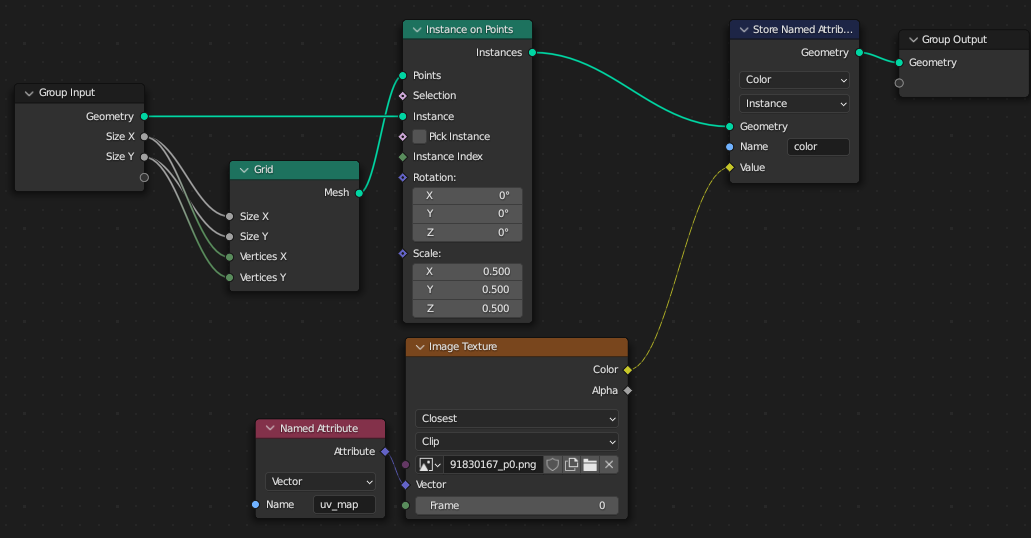 Group Input
Geometry
Size X
Size Y
Grid
Mesh
Size X
Size Y
Vertices X
Vertices Y
Instance on Points
Instances
Points
Selection
Instance
Pick Instance
Instance Index
Rotation:
X 0°
Y 0°
Z 0°
Scale:
X 0.500
Y 0.500
Z 0.500
Named Attribute
Attribute
Vector
Name uv_map
Image Texture
Color
Alpha
Closest
Clip
91830167_p0.png
Vector
Frame 0
Store Named Attrib...
Geometry
Color
Instance
Geometry
Name color
Value
Group Output
Geometry